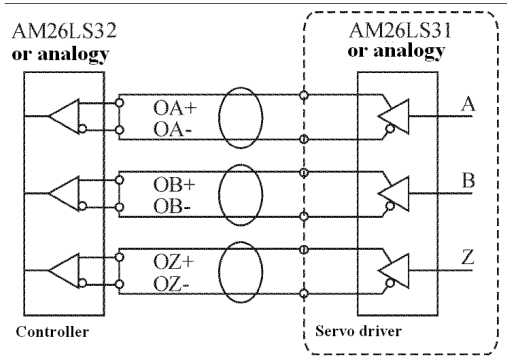 AM26LS32
or analogy
AM26LS31
or analogy
OA+
OA-
A
OB+
OB-
B
OZ+
OZ-
Z
Controller
Servo driver